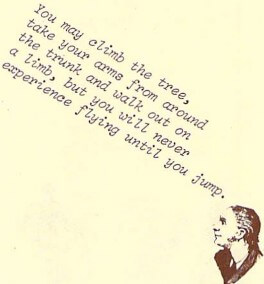 You may climb the tree,
take your arms from around
the trunk and walk out on
a limb, but you will never
experience flying until you jump.